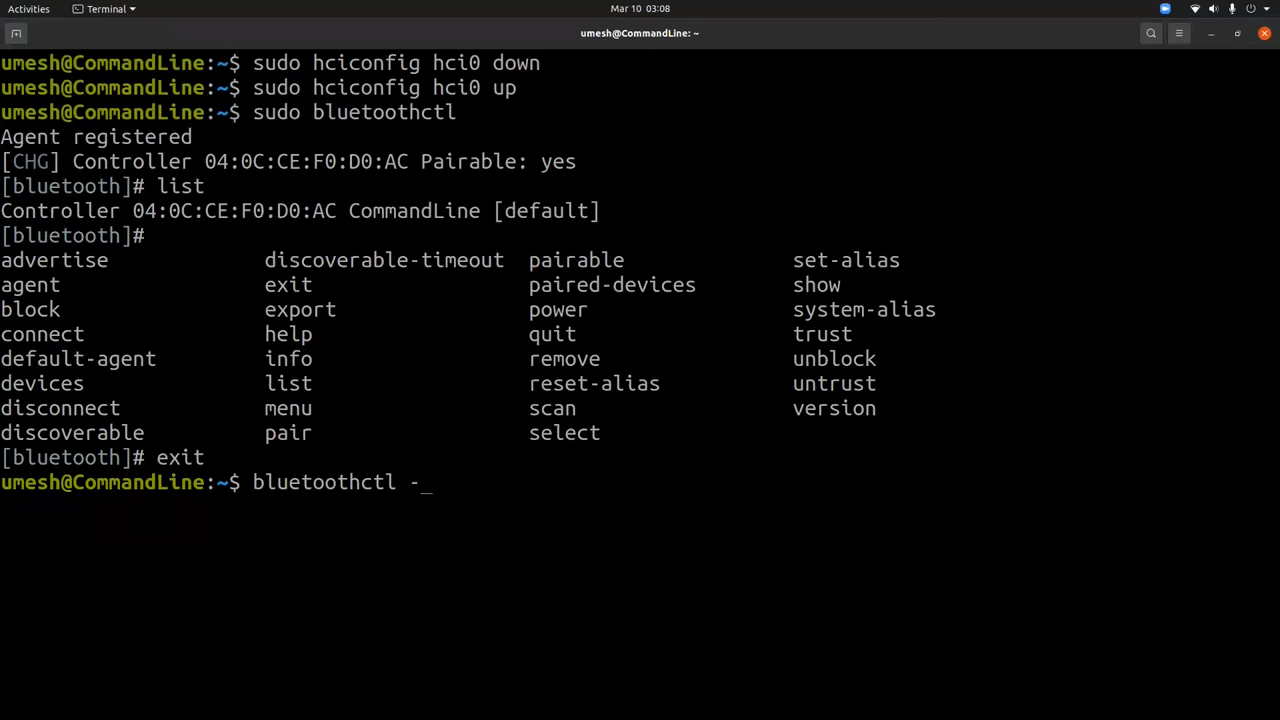 Activities Terminal Mar 10 03:08
umesh@CommandLine: ~
umesh@CommandLine:~$ sudo hciconfig hci0 down
umesh@CommandLine:~$ sudo hciconfig hci0 up
umesh@CommandLine:~$ sudo bluetoothctl
Agent registered
[CHG] Controller 04:0C:CE:F0:D0:AC Pairable: yes
[bluetooth]# list
Controller 04:0C:CE:F0:D0:AC CommandLine [default]
[bluetooth]#
advertise discoverable-timeout pairable set-alias
agent exit paired-devices show
block export power system-alias
connect help quit trust
default-agent info remove unblock
devices list reset-alias untrust
disconnect menu scan version
discoverable pair select
[bluetooth]# exit
umesh@CommandLine:~$ bluetoothctl -_